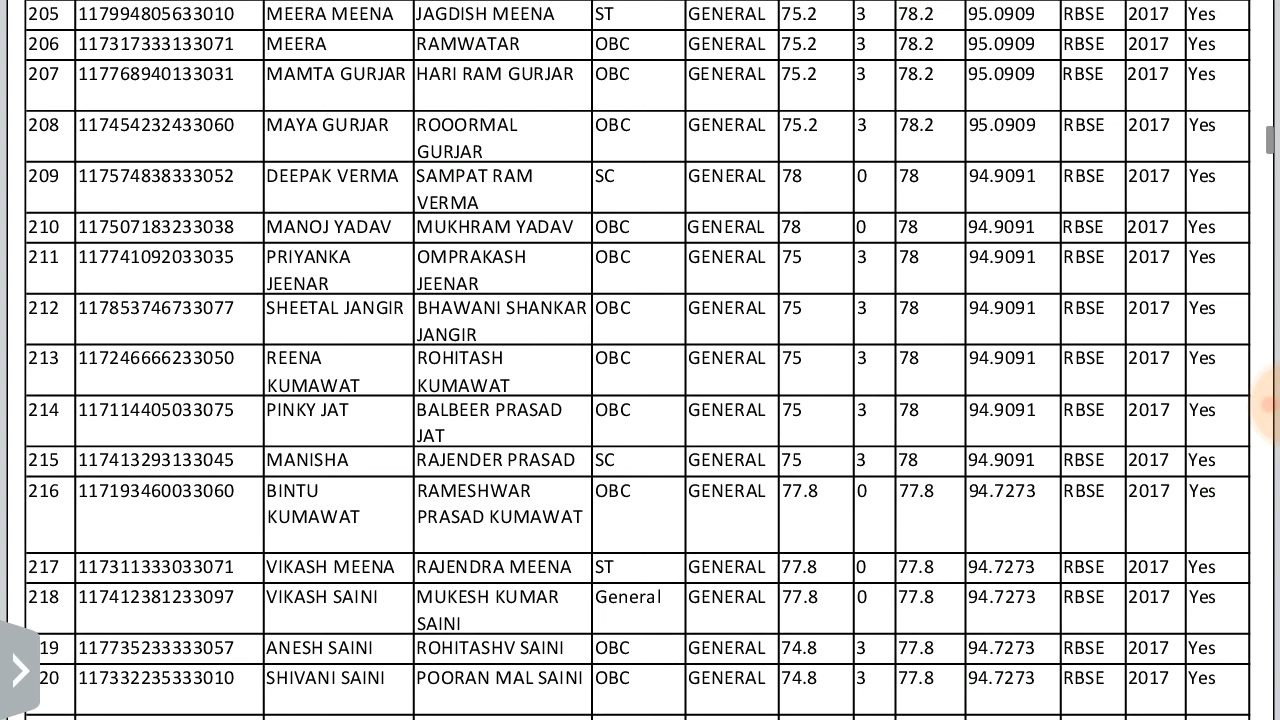 205 117994805633010 MEERA MEENA JAGDISH MEENA ST GENERAL 75.2 3 78.2 95.0909 RBSE 2017 Yes
206 117317333133071 MEERA RAMWATAR OBC GENERAL 75.2 3 78.2 95.0909 RBSE 2017 Yes
207 117768940133031 MAMTA GURJAR HARI RAM GURJAR OBC GENERAL 75.2 3 78.2 95.0909 RBSE 2017 Yes
208 117454232433060 MAYA GURJAR ROOORMAL OBC GENERAL 75.2 3 78.2 95.0909 RBSE 2017 Yes
GURJAR
209 117574838333052 DEEPAK VERMA SAMPAT RAM SC GENERAL 78 0 78 94.9091 RBSE 2017 Yes
VERMA
210 117507183233038 MANOJ YADAV MUKHRAM YADAV OBC GENERAL 78 0 78 94.9091 RBSE 2017 Yes
211 117741092033035 PRIYANKA OMPRAKASH OBC GENERAL 75 3 78 94.9091 RBSE 2017 Yes
JEENAR JEENAR
212 117853746733077 SHEETAL JANGIR BHAWANI SHANKAR OBC GENERAL 75 3 78 94.9091 RBSE 2017 Yes
JANGIR
213 117246666233050 REENA ROHITASH OBC GENERAL 75 3 78 94.9091 RBSE 2017 Yes
KUMAWAT KUMAWAT
214 117114405033075 PINKY JAT BALBEER PRASAD OBC GENERAL 75 3 78 94.9091 RBSE 2017 Yes
JAT
215 117413293133045 MANISHA RAJENDER PRASAD SC GENERAL 75 3 78 94.9091 RBSE 2017 Yes
216 117193460033060 BINTU RAMESHWAR OBC GENERAL 77.8 0 77.8 94.7273 RBSE 2017 Yes
KUMAWAT PRASAD KUMAWAT
217 117311333033071 VIKASH MEENA RAJENDRA MEENA ST GENERAL 77.8 0 77.8 94.7273 RBSE 2017 Yes
218 117412381233097 VIKASH SAINI MUKESH KUMAR General GENERAL 77.8 0 77.8 94.7273 RBSE 2017 Yes
SAINI
19 117735233333057 ANESH SAINI ROHITASHV SAINI OBC GENERAL 74.8 3 77.8 94.7273 RBSE 2017 Yes
20 117332235333010 SHIVANI SAINI POORAN MAL SAINI OBC GENERAL 74.8 3 77.8 94.7273 RBSE 2017 Yes